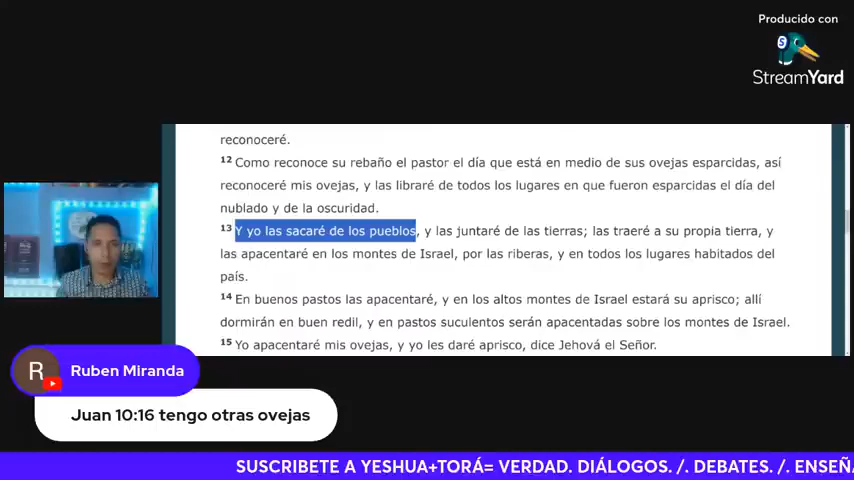 Producido con
StreamYard
reconoceré.
12 Como reconoce su rebaño el pastor el día que está en medio de sus ovejas esparcidas, así
reconoceré mis ovejas, y las libraré de todos los lugares en que fueron esparcidas el día del
nublado y de la oscuridad.
13 Y yo las sacaré de los pueblos, y las juntaré de las tierras; las traeré a su propia tierra, y
las apacentaré en los montes de Israel, por las riberas, y en todos los lugares habitados del
país.
14 En buenos pastos las apacentaré, y en los altos montes de Israel estará su aprisco; allí
dormirán en buen redil, y en pastos suculentos serán apacentadas sobre los montes de Israel.
15 Yo apacentaré mis ovejas, y yo les daré aprisco, dice Jehová el Señor.
R
Ruben Miranda
Juan 10:16 tengo otras ovejas
SUSCRIBETE A YESHUA+TORÁ= VERDAD. DIÁLOGOS. /. DEBATES. /. ENSEÑA